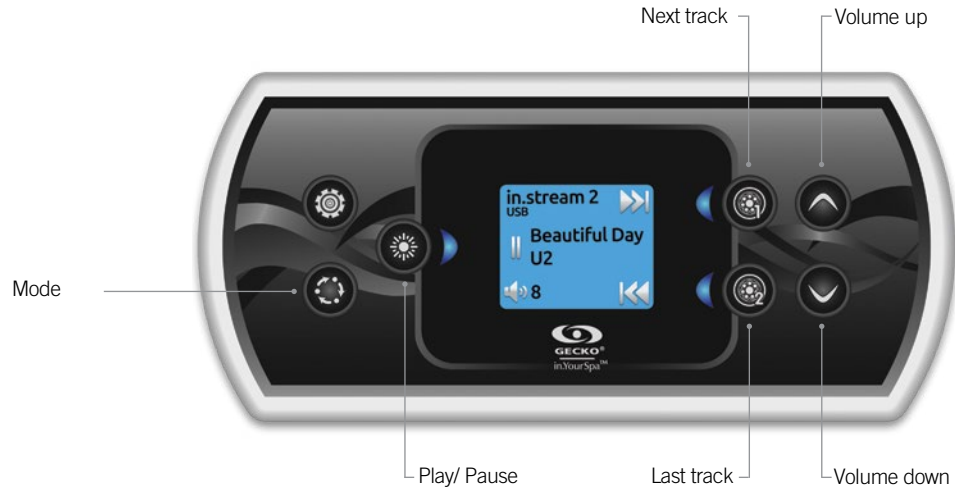 Next track
Volume up
in.stream 2
USB
Beautiful Day
U2
8
1
2
Mode
GECKO®
in.YourSpa™
Play/ Pause
Last track
Volume down